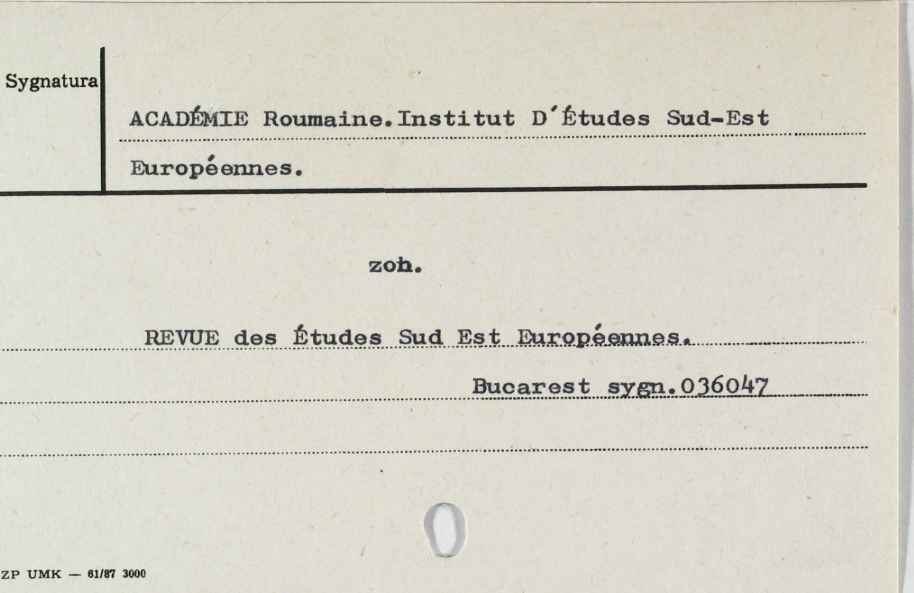 Sygnatura
ACADÉMIE Roumaine.Institut D´Études Sud-Est
Européennes.
zoh.
REVUE des Études Sud Est Européennes.
Bucarest sygn.036047
ZP UMK — 61/87 3000